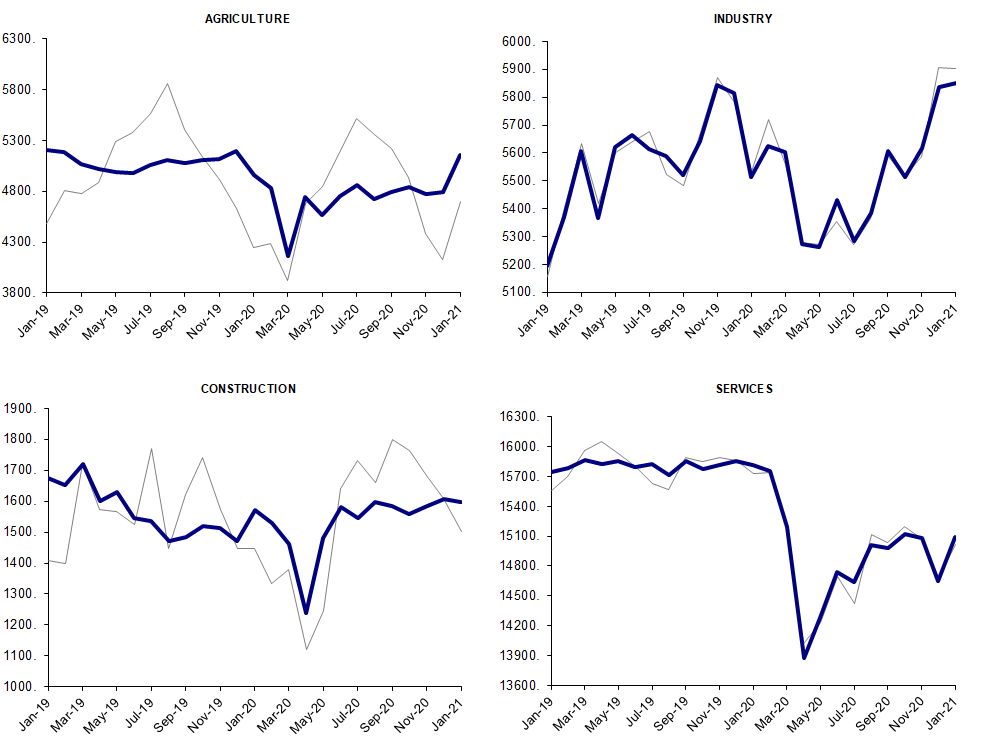 AGRICULTURE
6300.
5800.
5300.
4800.
4300.
3800.
Jan-19
Mar-19
May-19
Jul-19
Sep-19
Nov-19
Jan-20
Mar-20
May-20
Jul-20
Sep-20
Nov-20
Jan-21
INDUSTRY
6000.
5900.
5800.
5700.
5600.
5500.
5400.
5300.
5200.
5100.
Jan-19
Mar-19
May-19
Jul-19
Sep-19
Nov-19
Jan-20
Mar-20
May-20
Jul-20
Sep-20
Nov-20
Jan-21
CONSTRUCTION
1900.
1800.
1700.
1600.
1500.
1400.
1300.
1200.
1100.
1000.
Jan-19
Mar-19
May-19
Jul-19
Sep-19
Nov-19
Jan-20
Mar-20
May-20
Jul-20
Sep-20
Nov-20
Jan-21
SERVICES
16300.
16000.
15700.
15400.
15100.
14800.
14500.
14200.
13900.
13600.
Jan-19
Mar-19
May-19
Jul-19
Sep-19
Nov-19
Jan-20
Mar-20
May-20
Jul-20
Sep-20
Nov-20
Jan-21